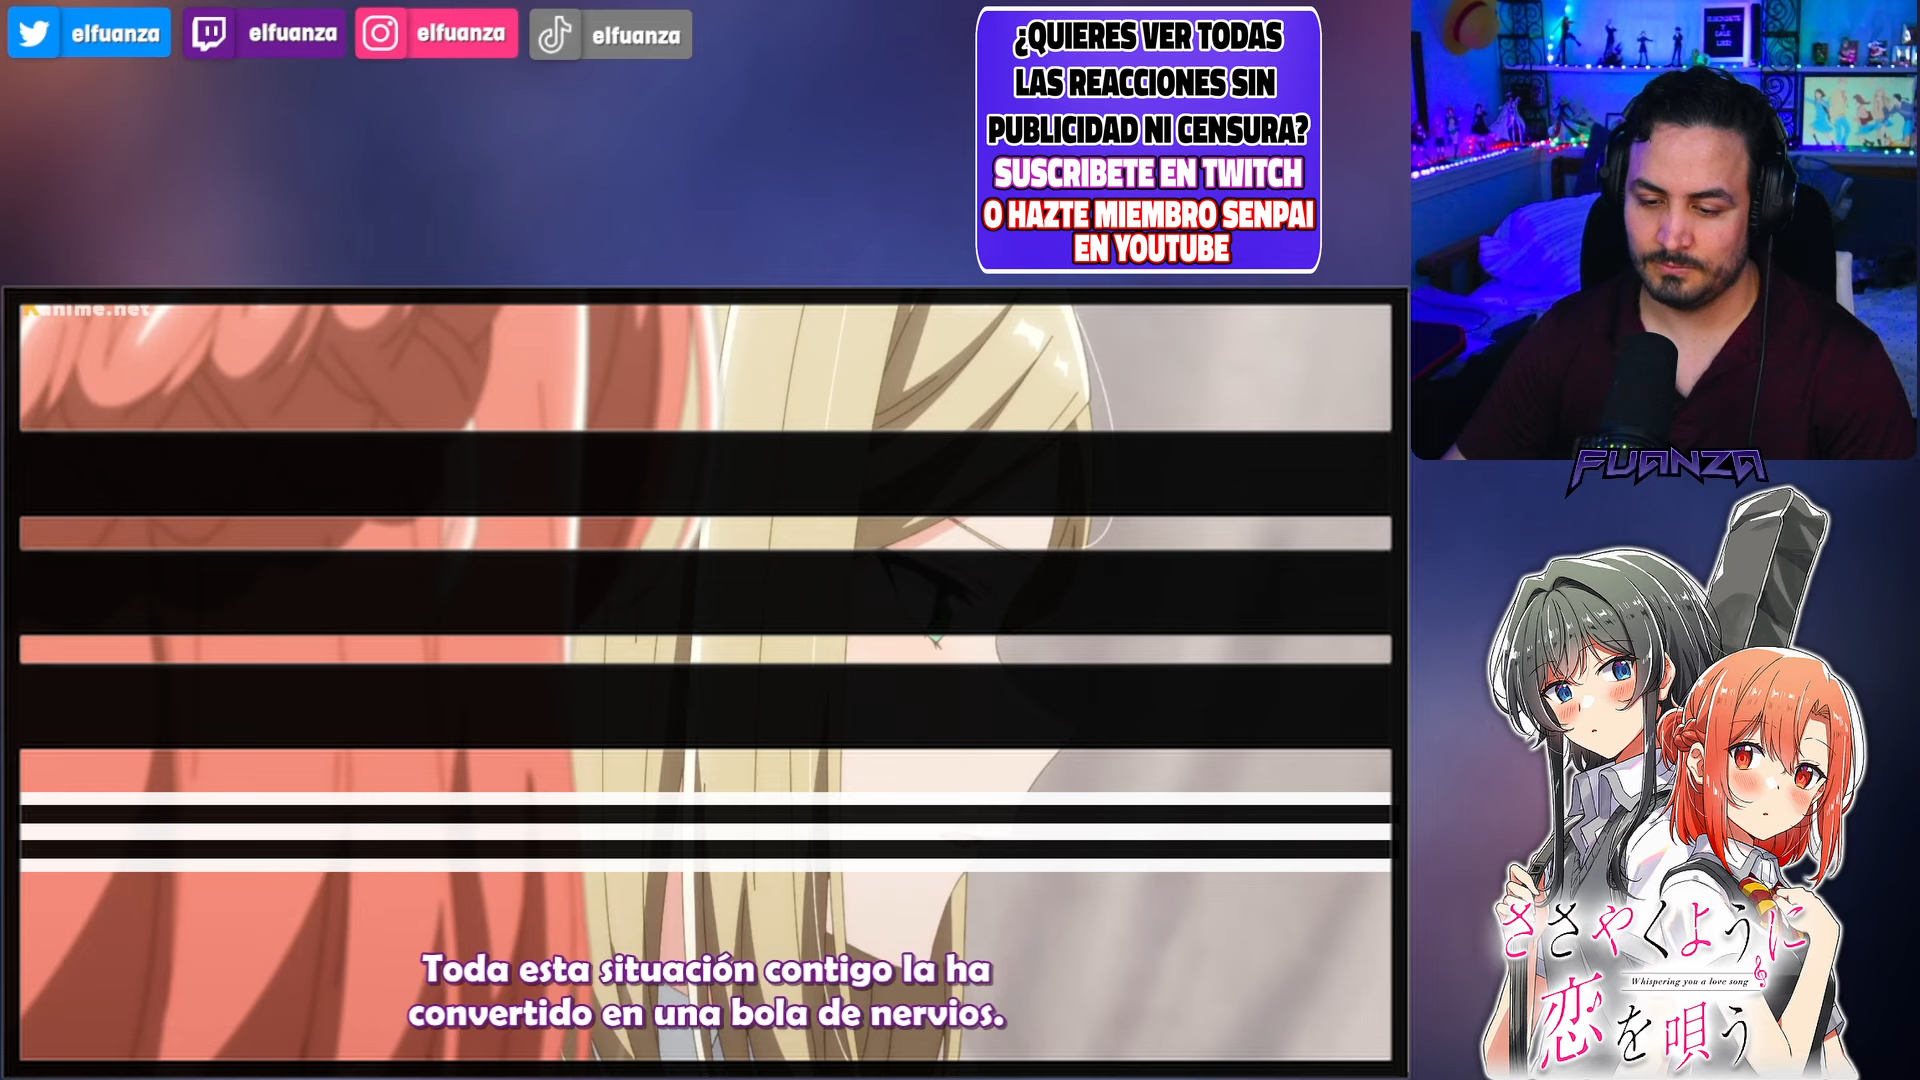 elfuanza
elfuanza
elfuanza
elfuanza
¿QUIERES VER TODAS
LAS REACCIONES SIN
PUBLICIDAD NI CENSURA?
SUSCRIBETE EN TWITCH
O HAZTE MIEMBRO SENPAI
EN YOUTUBE
anime.net
FUANZA
ささやくように
Whispering you a love song
恋を唄う
Toda esta situación contigo la ha
convertido en una bola de nervios.